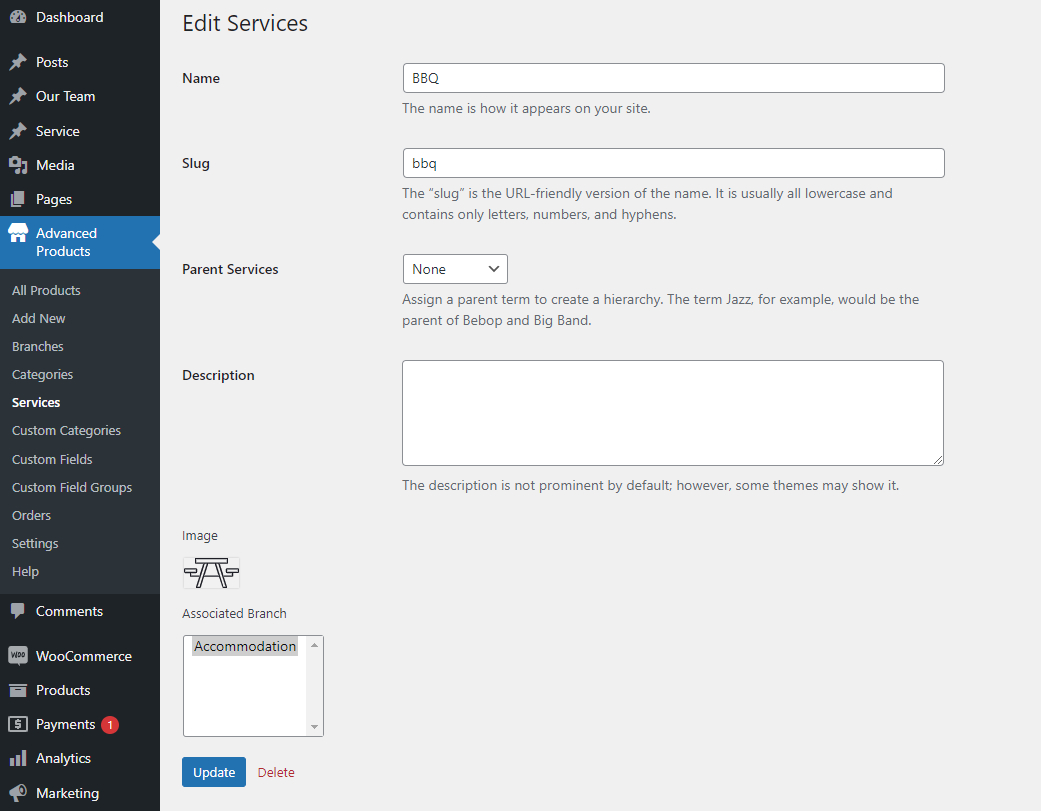 Dashboard
Posts
Our Team
Service
Media
Pages
Advanced
Products
All Products
Add New
Branches
Categories
Services
Custom Categories
Custom Fields
Custom Field Groups
Orders
Settings
Help
Comments
WOO WooCommerce
Products
$ Payments 1
Analytics
Marketing
Edit Services
Name
BBQ
The name is how it appears on your site.
Slug
bbq
The “slug” is the URL-friendly version of the name. It is usually all lowercase and
contains only letters, numbers, and hyphens.
Parent Services
None
Assign a parent term to create a hierarchy. The term Jazz, for example, would be the
parent of Bebop and Big Band.
Description
The description is not prominent by default; however, some themes may show it.
Image
Associated Branch
Accommodation
Update Delete